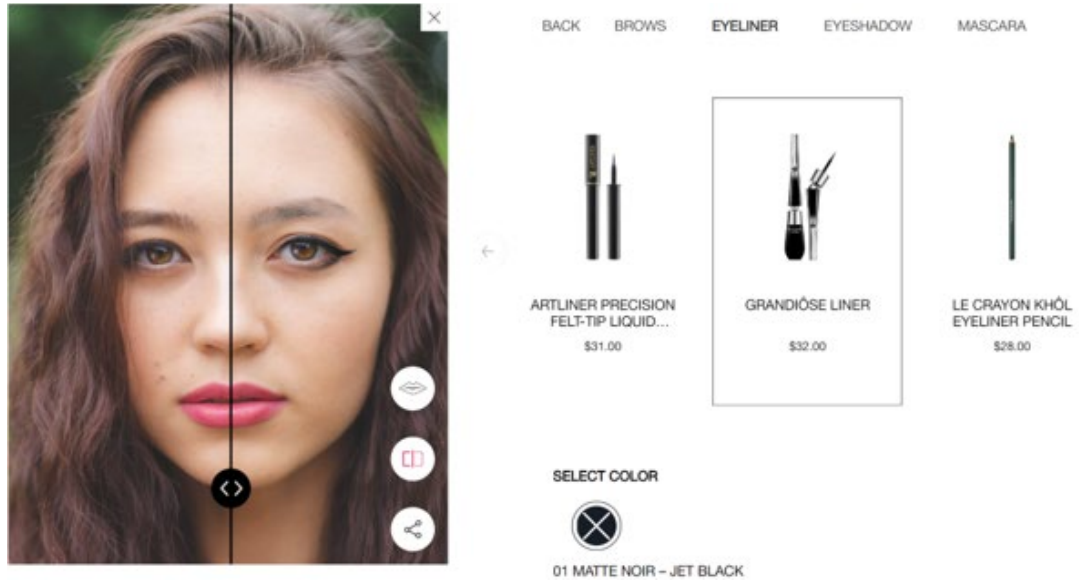 BACK BROWS EYELINER EYESHADOW MASCARA
ARTLINER PRECISION
FELT-TIP LIQUID...
$31.00
GRANDIÔSE LINER
$32.00
LE CRAYON KHÔL
EYELINER PENCIL
$28.00
SELECT COLOR
01 MATTE NOIR – JET BLACK